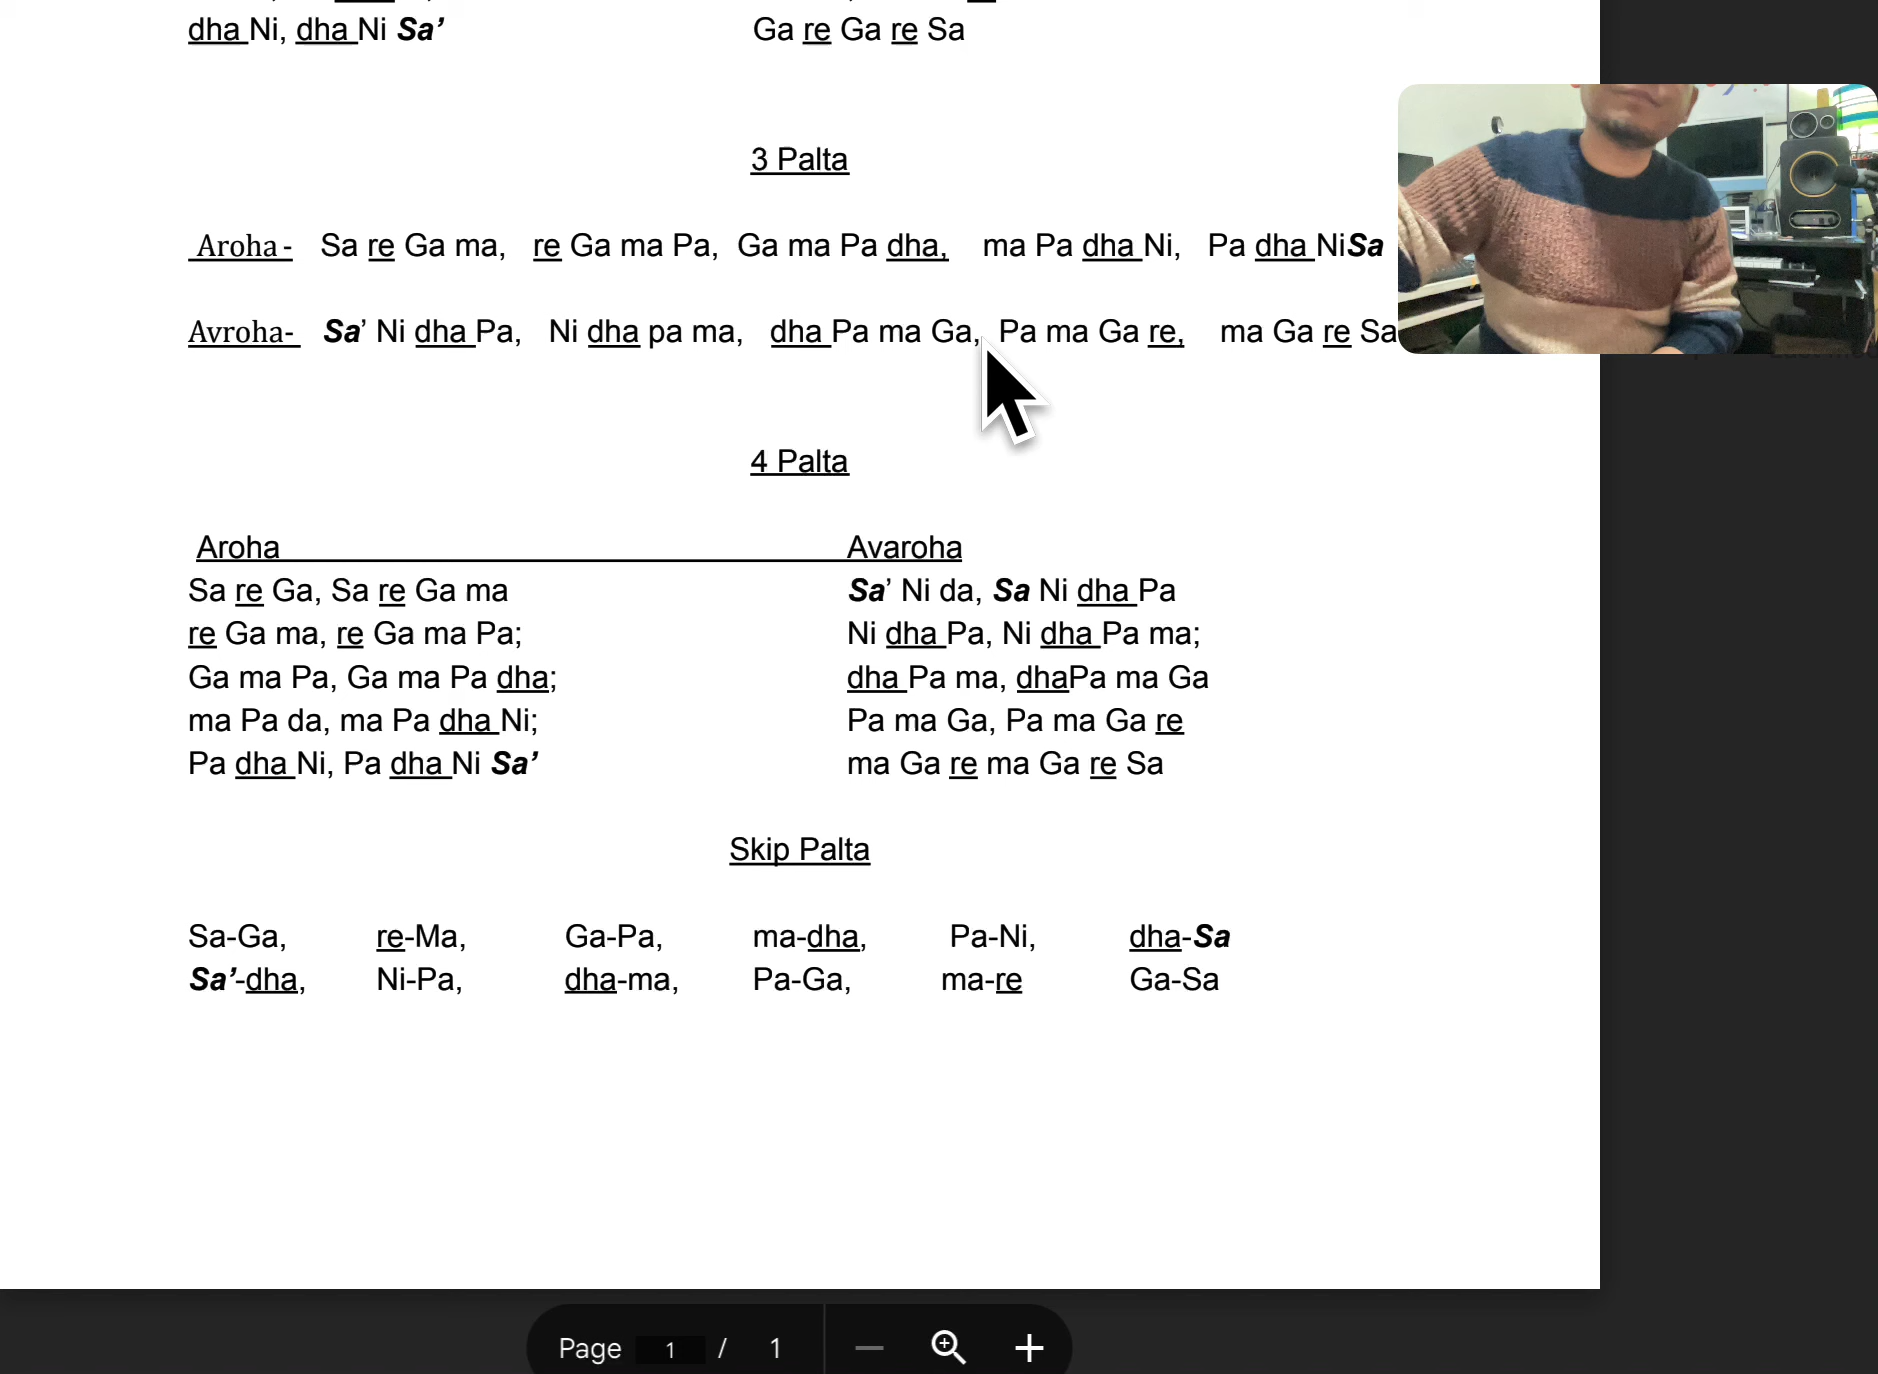 dha Ni, dha Ni Sa’ Ga re Ga re Sa
3 Palta
Aroha - Sa re Ga ma, re Ga ma Pa, Ga ma Pa dha, ma Pa dha Ni, Pa dha NiSa
Avroha- Sa’ Ni dha Pa, Ni dha pa ma, dha Pa ma Ga, Pa ma Ga re, ma Ga re Sa
4 Palta
Aroha Avaroha
Sa re Ga, Sa re Ga ma Sa’ Ni da, Sa Ni dha Pa
re Ga ma, re Ga ma Pa; Ni dha Pa, Ni dha Pa ma;
Ga ma Pa, Ga ma Pa dha; dha Pa ma, dhaPa ma Ga
ma Pa da, ma Pa dha Ni; Pa ma Ga, Pa ma Ga re
Pa dha Ni, Pa dha Ni Sa’ ma Ga re ma Ga re Sa
Skip Palta
Sa-Ga, re-Ma, Ga-Pa, ma-dha, Pa-Ni, dha-Sa
Sa’-dha, Ni-Pa, dha-ma, Pa-Ga, ma-re Ga-Sa
Page 1 / 1